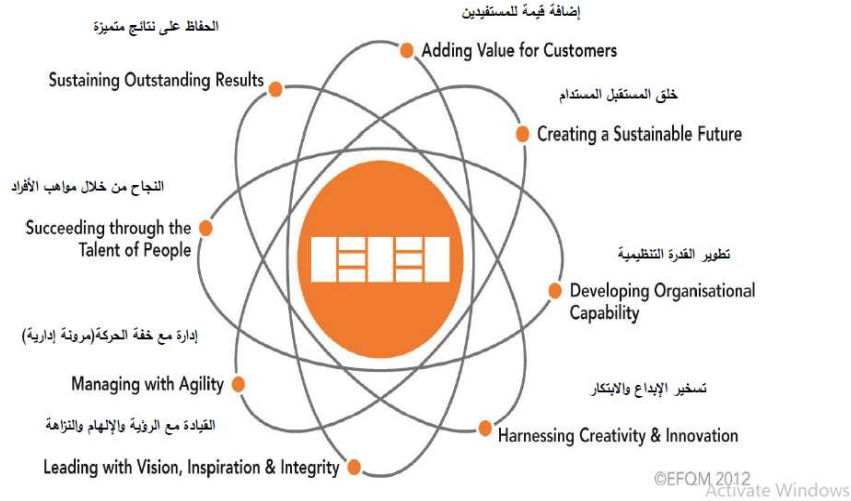 إضافة قيمة للمستفيدين
Adding Value for Customers
الحفاظ على نتائج متميزة
Sustaining Outstanding Results
خلق المستقبل المستدام
Creating a Sustainable Future
النجاح من خلال مواهب الأفراد
Succeeding through the
Talent of People
تطوير القدرة التنظيمية
Developing Organisational
Capability
إدارة مع خفة الحركة(مرونة إدارية)
Managing with Agility
تسخير الإبداع والابتكار
Harnessing Creativity & Innovation
القيادة مع الرؤية والإلهام والنزاهة
Leading with Vision, Inspiration & Integrity
©EFQM 2012
Activate Windows